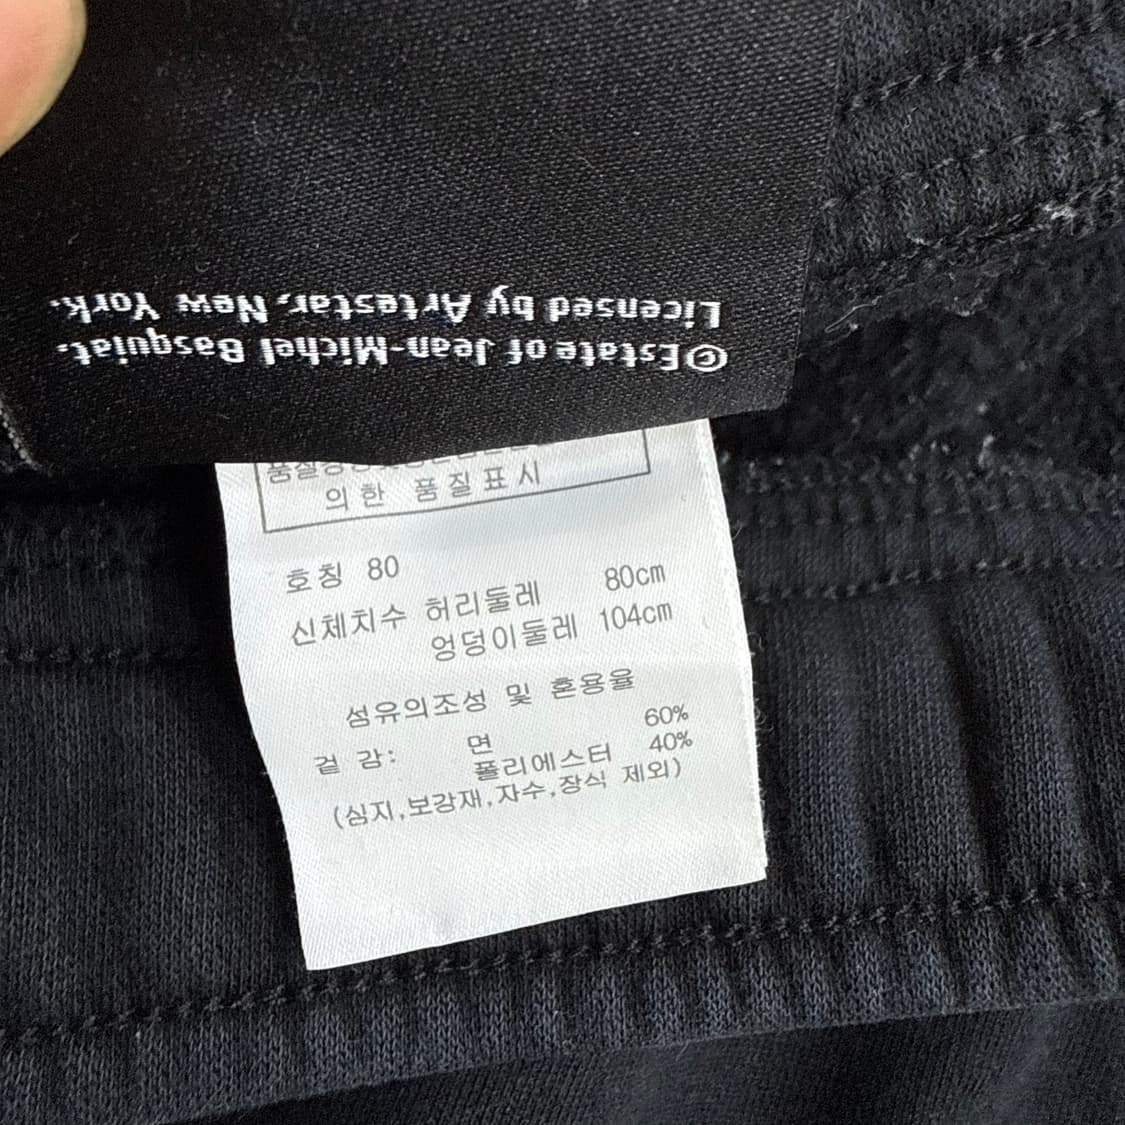 ©Estate of Jean-Michel Basquiat.
Licensed by Artestar, New York.
의한 품질표시
호칭 80
신체치수 허리둘레 80cm
엉덩이둘레 104cm
섬유의조성 및 혼용율
겉 감: 면 60%
폴리에스터 40%
(심지,보강재,자수,장식 제외)